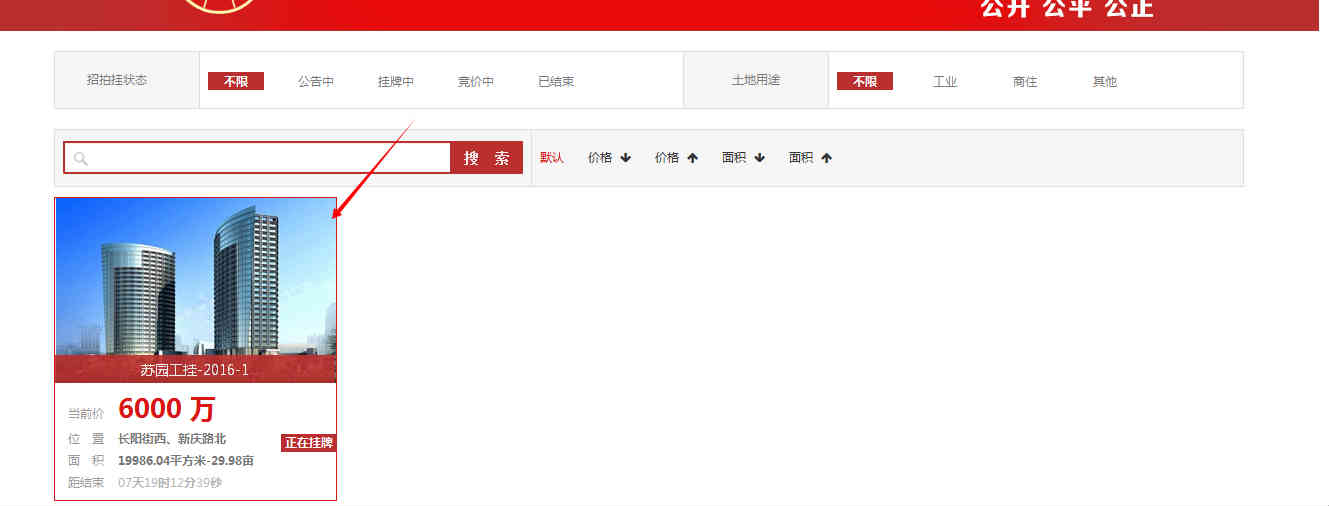 公开 公平 公正
招拍挂状态 不限 公告中 挂牌中 竞价中 已结束 土地用途 不限 工业 商住 其他
搜 索 默认 价格 价格 面积 面积
苏园工挂-2016-1
当前价 6000 万
位 置 长阳街西、新庆路北
正在挂牌
面 积 19986.04平方米-29.98亩
距结束 07天19时12分39秒